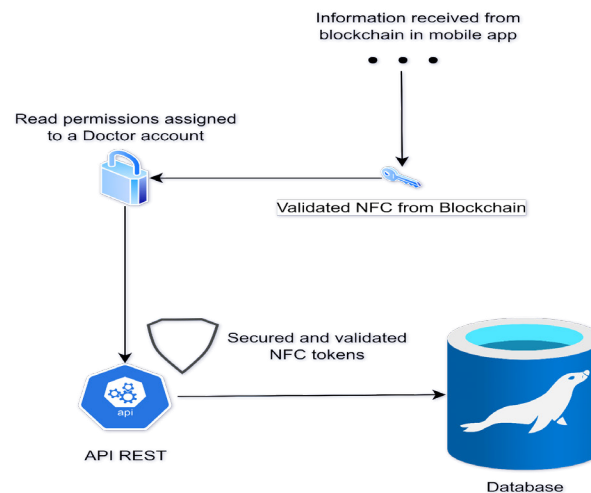 Information received from
blockchain in mobile app
Read permissions assigned
to a Doctor account
Validated NFC from Blockchain
Secured and validated
NFC tokens
api
API REST
Database